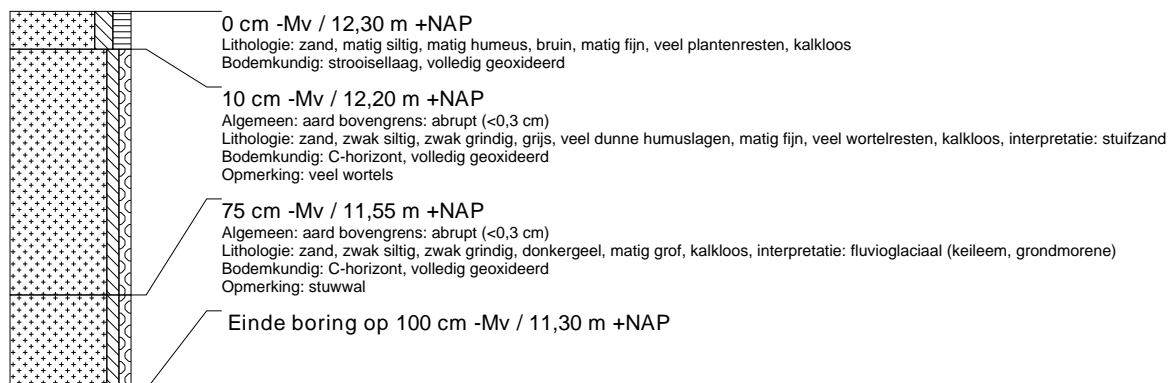 0 cm -Mv / 12,30 m +NAP
Lithologie: zand, matig siltig, matig humeus, bruin, matig fijn, veel plantenresten, kalkloos
Bodemkundig: strooisellaag, volledig geoxideerd
10 cm -Mv / 12,20 m +NAP
Algemeen: aard bovengrens: abrupt (<0,3 cm)
Lithologie: zand, zwak siltig, zwak grindig, grijs, veel dunne humuslagen, matig fijn, veel wortelresten, kalkloos, interpretatie: stuifzand
Bodemkundig: C-horizont, volledig geoxideerd
Opmerking: veel wortels
75 cm -Mv / 11,55 m +NAP
Algemeen: aard bovengrens: abrupt (<0,3 cm)
Lithologie: zand, zwak siltig, zwak grindig, donkergeel, matig grof, kalkloos, interpretatie: fluvioglaciaal (keileem, grondmorene)
Bodemkundig: C-horizont, volledig geoxideerd
Opmerking: stuwwal
Einde boring op 100 cm -Mv / 11,30 m +NAP